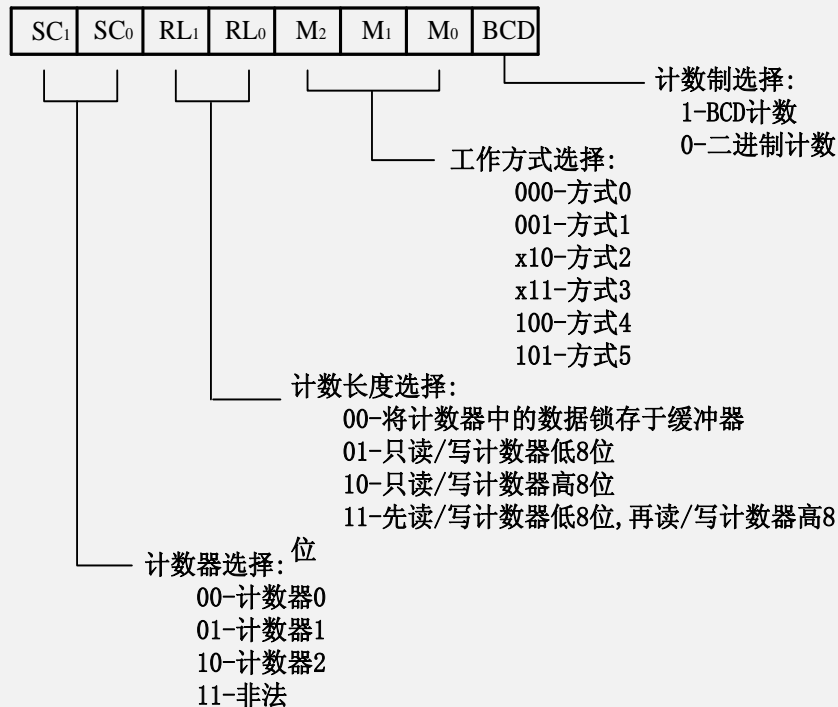 SC₁ SC₀ RL₁ RL₀ M₂ M₁ M₀ BCD
计数制选择:
1-BCD计数
0-二进制计数
工作方式选择:
000-方式0
001-方式1
x10-方式2
x11-方式3
100-方式4
101-方式5
计数长度选择:
00-将计数器中的数据锁存于缓冲器
01-只读/写计数器低8位
10-只读/写计数器高8位
11-先读/写计数器低8位,再读/写计数器高8
位
计数器选择:
00-计数器0
01-计数器1
10-计数器2
11-非法